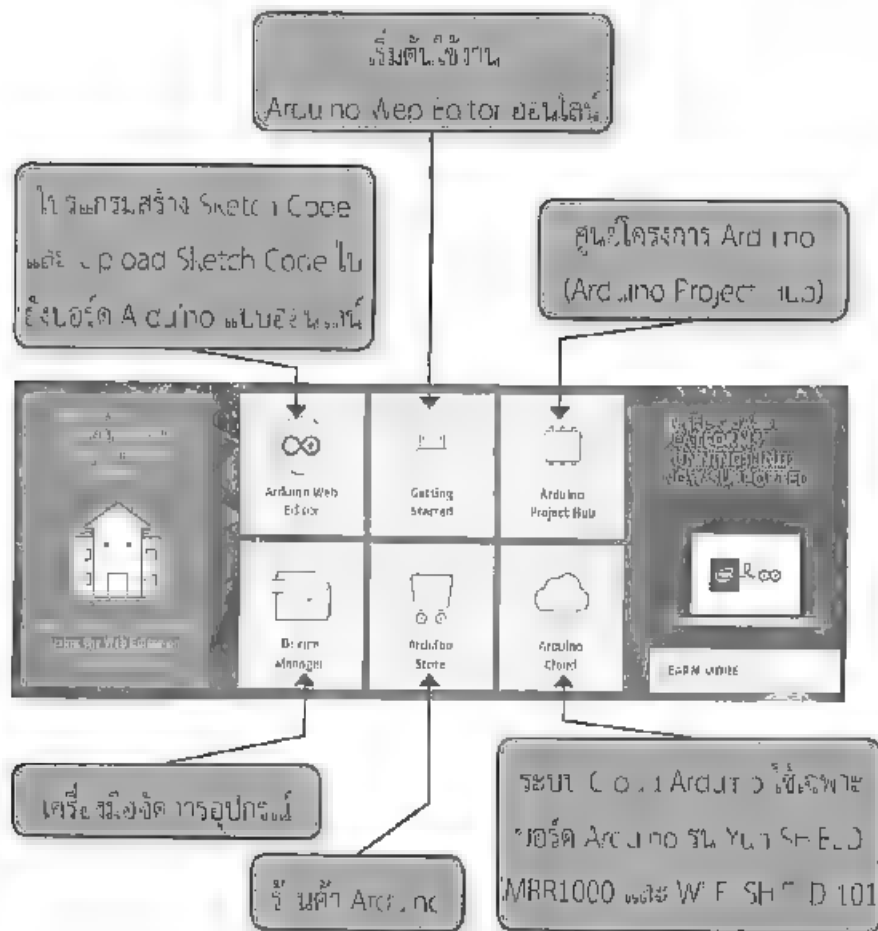 เริ่มต้นใช้งาน
Arduino Web Editor ออนไลน์
โปรแกรมสร้าง Sketch Code
และ Upload Sketch Code ไป
ยังบอร์ด Arduino แบบออนไลน์
ศูนย์โครงการ Arduino
(Arduino Project Hub)
Arduino Web
Editor
Getting
Started
Arduino
Project Hub
Device
Manager
Arduino
Store
Arduino
Cloud
LEARN MORE
เครื่องมือจัดการอุปกรณ์
ร้านค้า Arduino
ระบบ Cloud Arduino ใช้เฉพาะ
บอร์ด Arduino รุ่น Yun SHIELD
MRR1000 และ WIFI SHIELD 101